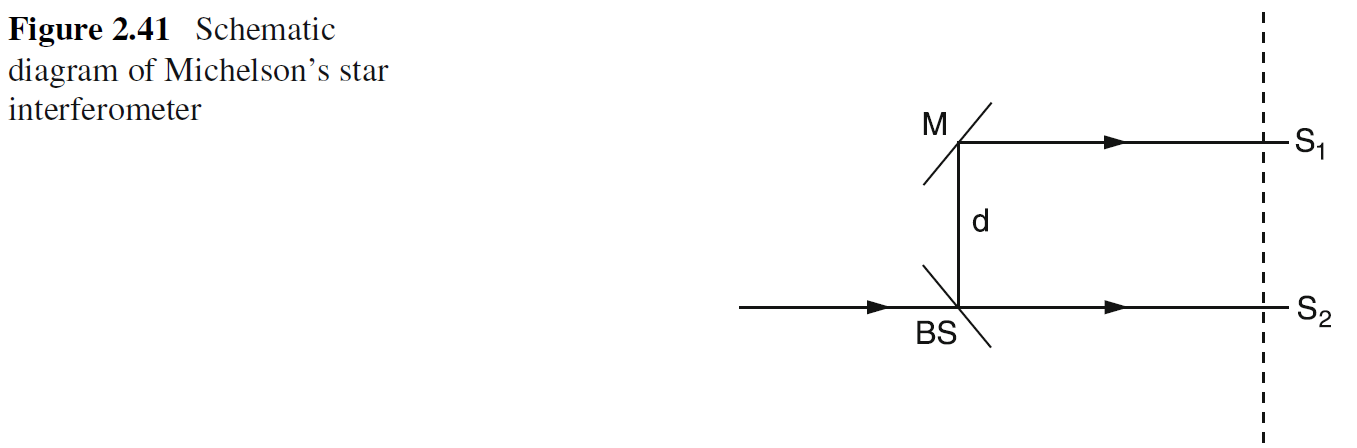 Figure 2.41 Schematic
diagram of Michelson's star
interferometer
M
S1
d
BS
S2